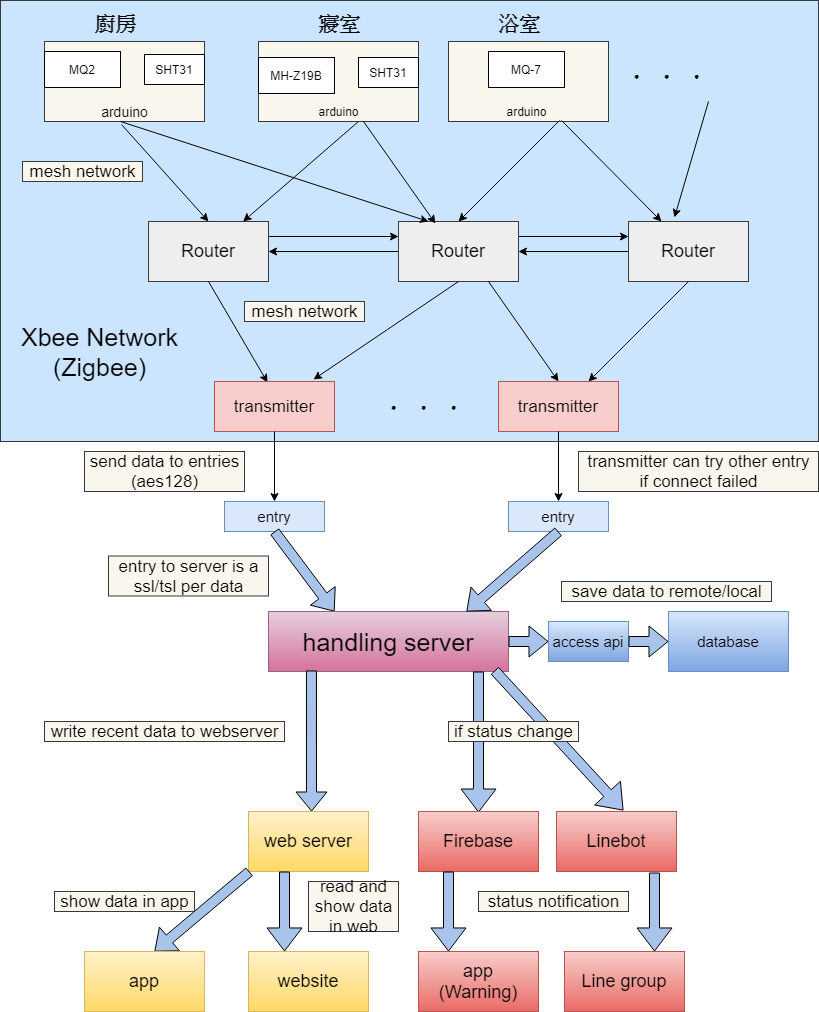 廚房
寢室
浴室
MQ2
SHT31
MH-Z19B
SHT31
MQ-7
arduino
arduino
arduino
mesh network
Router
Router
Router
mesh network
Xbee Network
(Zigbee)
transmitter
transmitter
send data to entries
(aes128)
transmitter can try other entry
if connect failed
entry
entry
entry to server is a
ssl/tsl per data
save data to remote/local
handling server
access api
database
write recent data to webserver
if status change
web server
Firebase
Linebot
show data in app
read and
show data
in web
status notification
app
website
app
(Warning)
Line group